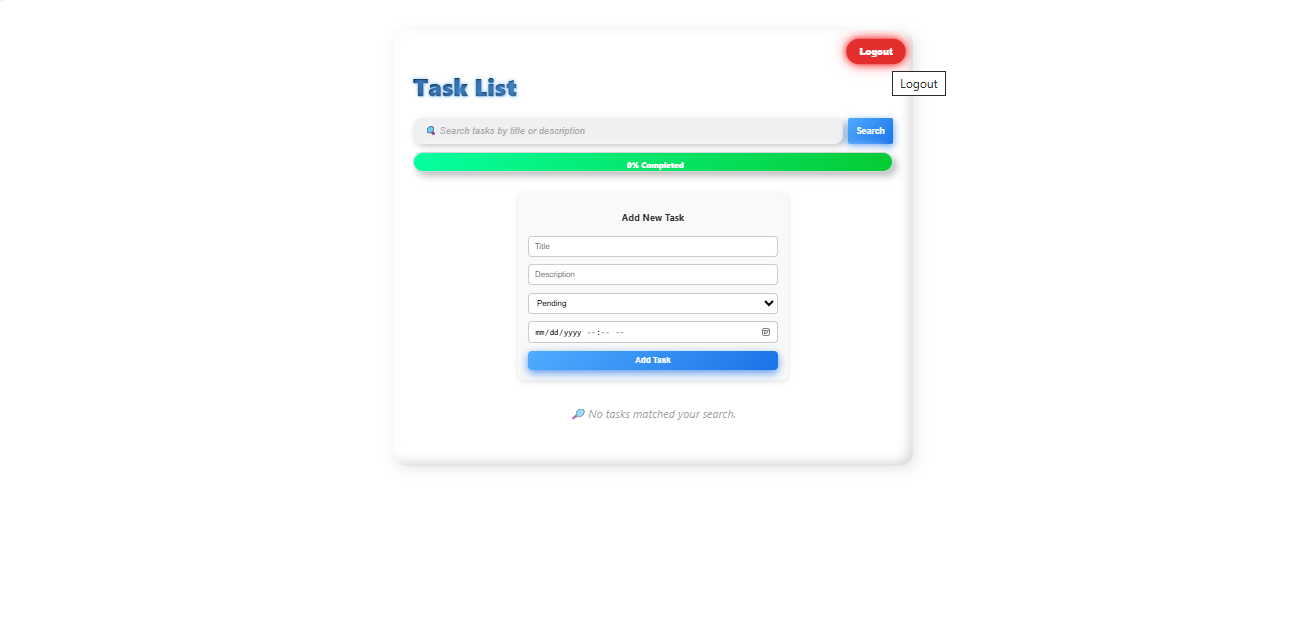 Logout
Task List
Logout
Search tasks by title or description
Search
0% Completed
Add New Task
Title
Description
Pending
mm/dd/yyyy --:-- --
Add Task
No tasks matched your search.